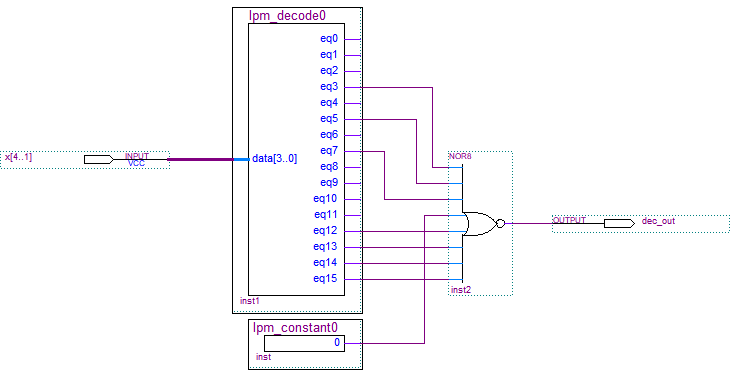 lpm_decode0
eq0
eq1
eq2
eq3
eq4
eq5
eq6
eq7
eq8
eq9
eq10
eq11
eq12
eq13
eq14
eq15
x[4..1]
INPUT
VCC
data[3..0]
inst1
NOR8
inst2
OUTPUT
dec_out
lpm_constant0
0
inst